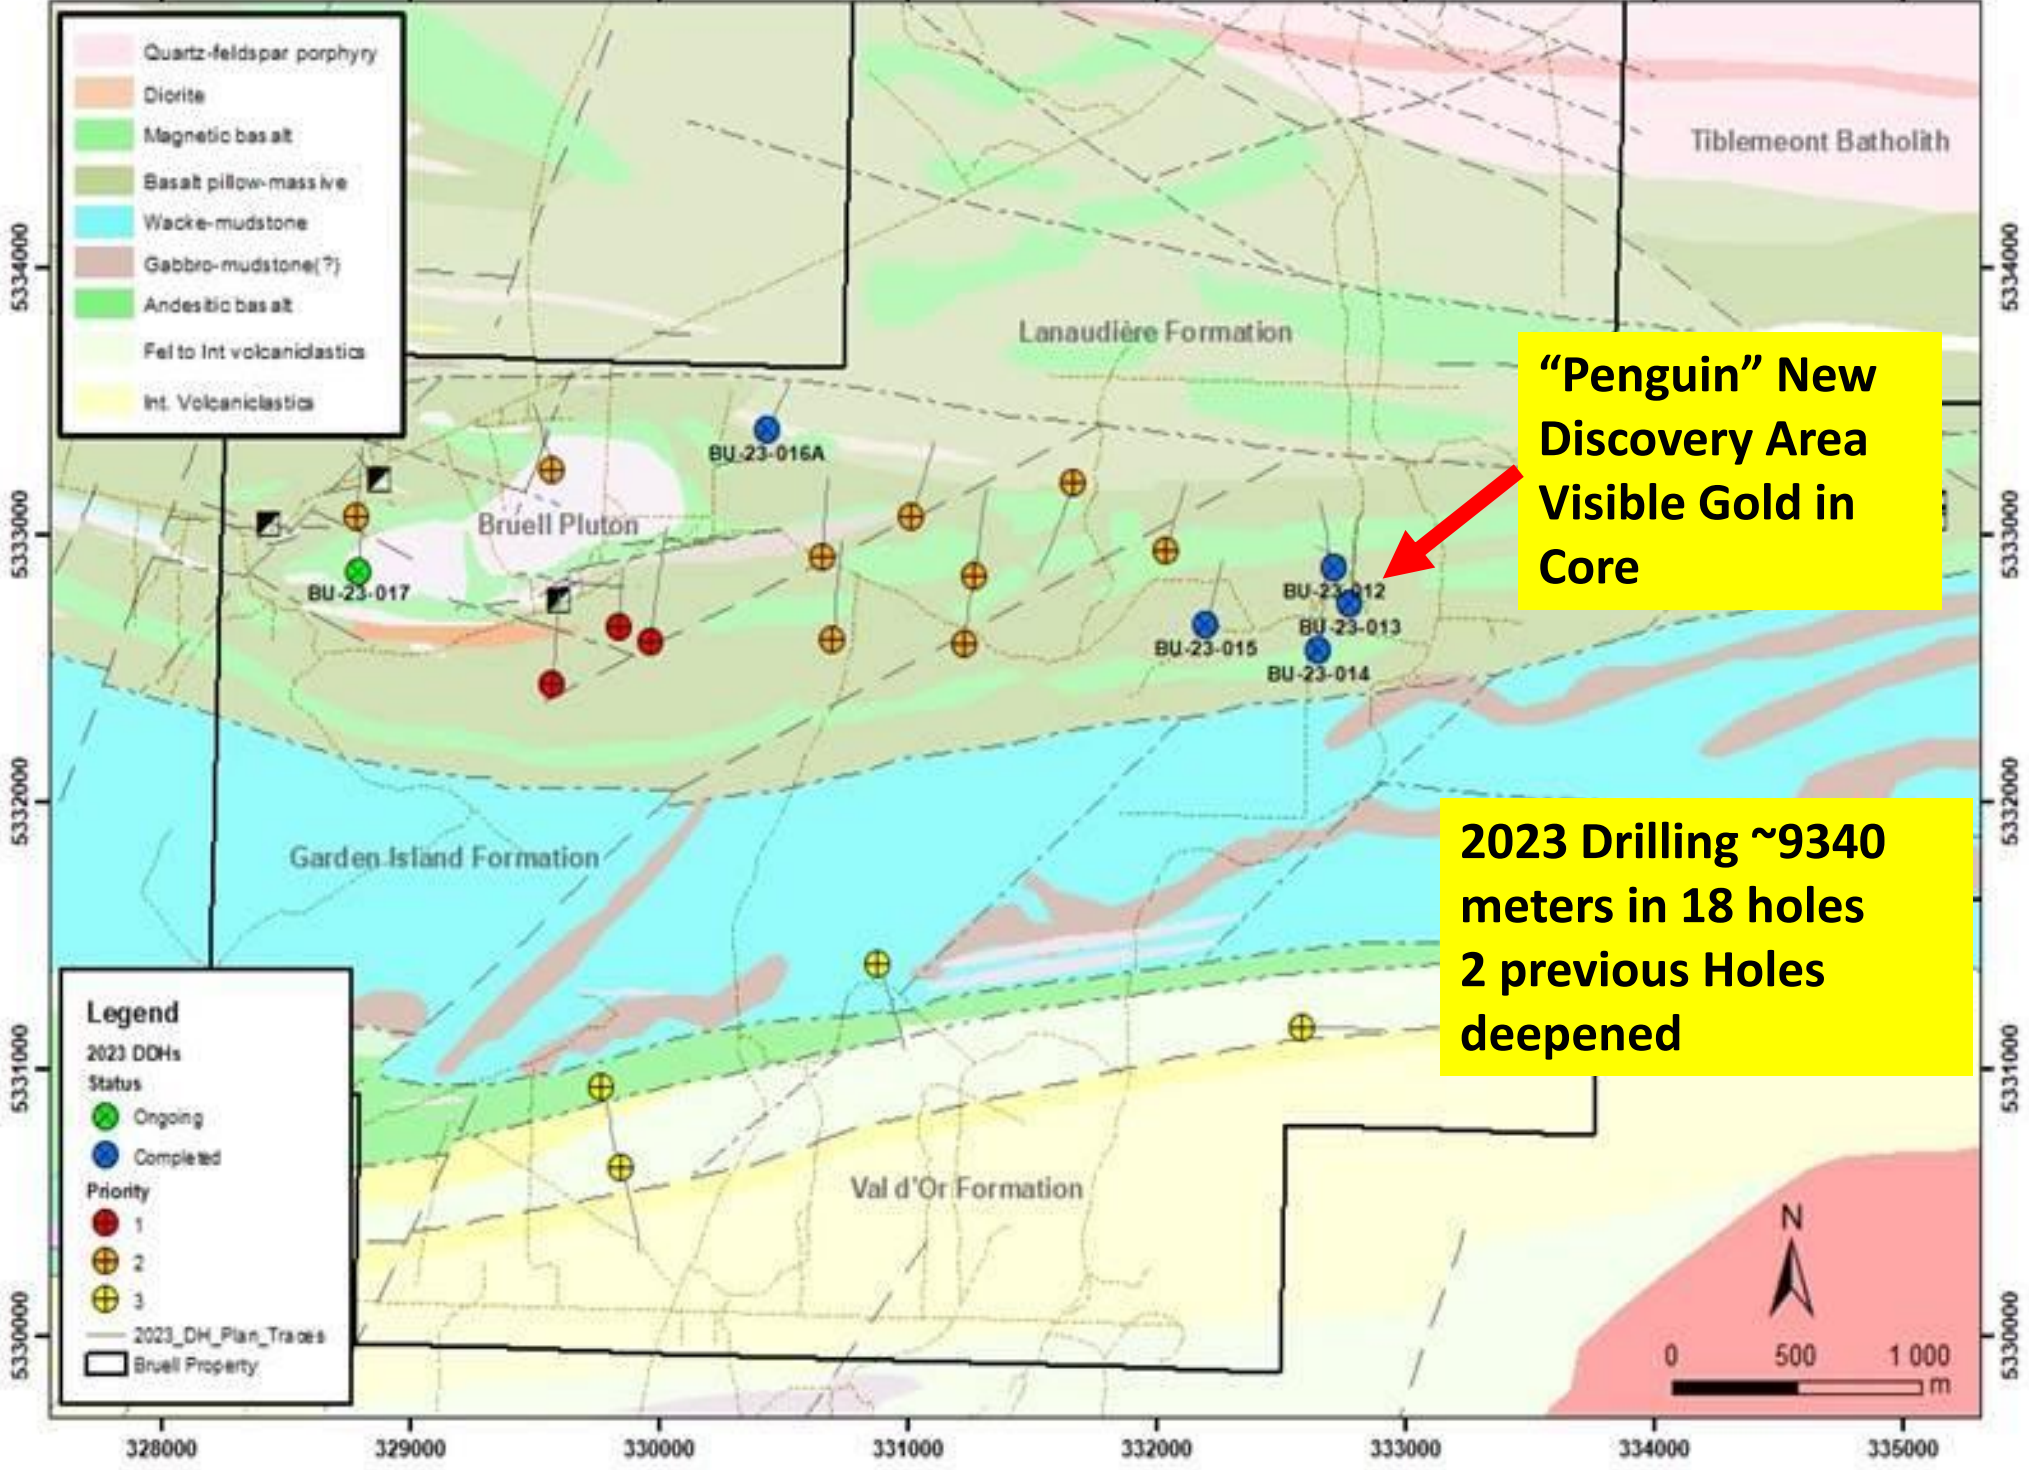 Quartz-feldspar porphyry
Diorite
Magnetic basalt
Basalt pillow-massive
Wacke-mudstone
Gabbro-mudstone(?)
Andesitic basalt
Fel to Int volcaniclastics
Int. Volcaniclastics
Tiblemeont Batholith
Lanaudière Formation
“Penguin” New
Discovery Area
Visible Gold in
Core
BU-23-016A
Bruell Pluton
BU-23-017
BU-23-012
BU-23-013
BU-23-015
BU-23-014
Garden Island Formation
2023 Drilling ~9340
meters in 18 holes
2 previous Holes
deepened
Val d'Or Formation
Legend
2023 DDHs
Status
Ongoing
Completed
Priority
1
2
3
2023_DH_Plan_Traces
Bruell Property
N
0 500 1 000
m
5334000
5333000
5332000
5331000
5330000
5334000
5333000
5332000
5331000
5330000
328000 329000 330000 331000 332000 333000 334000 335000